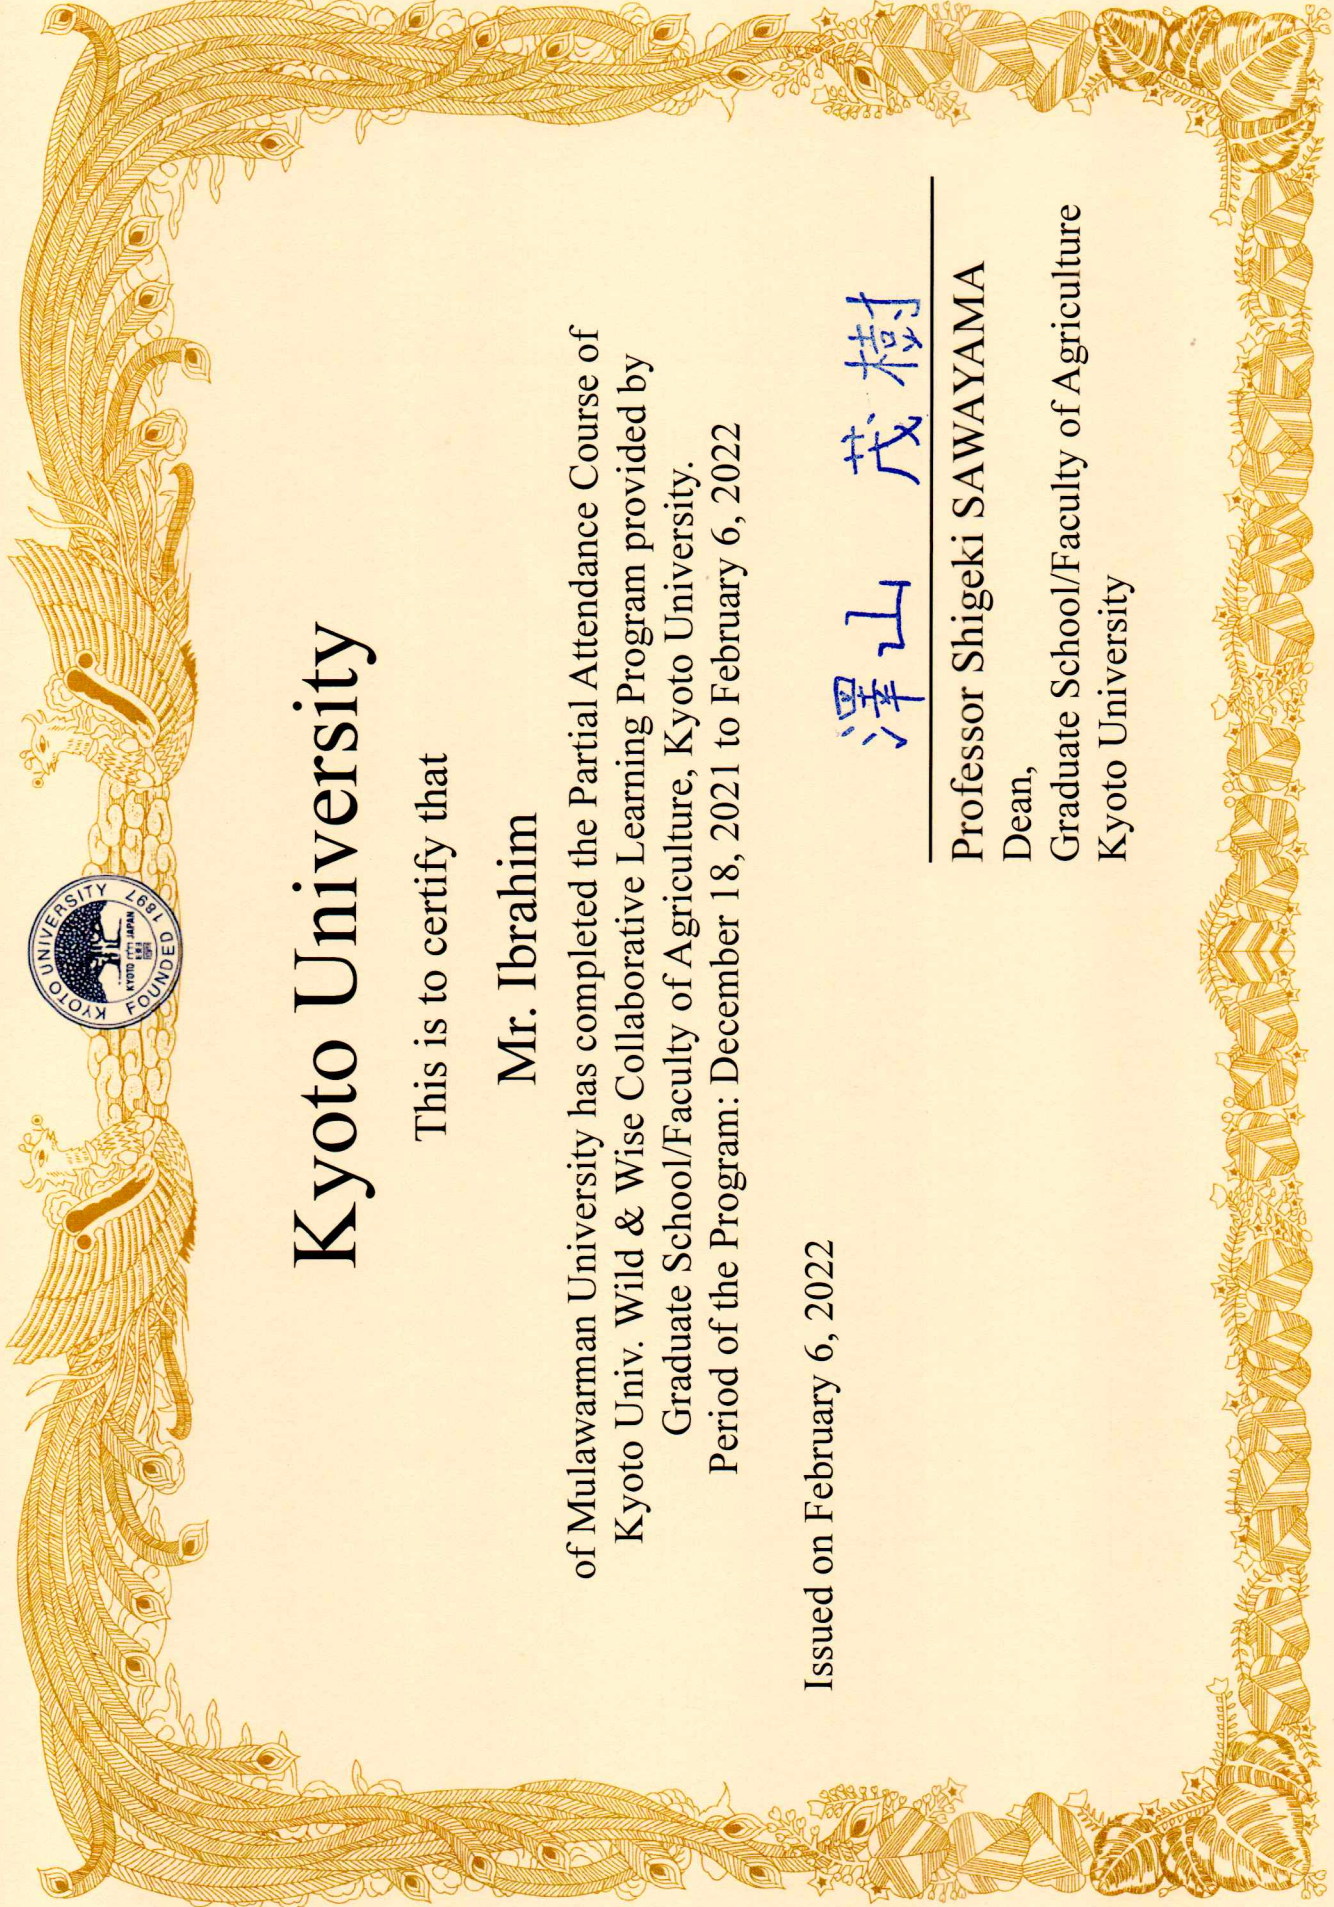 KYOTO UNIVERSITY
FOUNDED 1897
KYOTO JAPAN
Kyoto University
This is to certify that
Mr. Ibrahim
of Mulawarman University has completed the Partial Attendance Course of
Kyoto Univ. Wild & Wise Collaborative Learning Program provided by
Graduate School/Faculty of Agriculture, Kyoto University.
Period of the Program: December 18, 2021 to February 6, 2022
Issued on February 6, 2022
澤山 茂樹
Professor Shigeki SAWAYAMA
Dean,
Graduate School/Faculty of Agriculture
Kyoto University